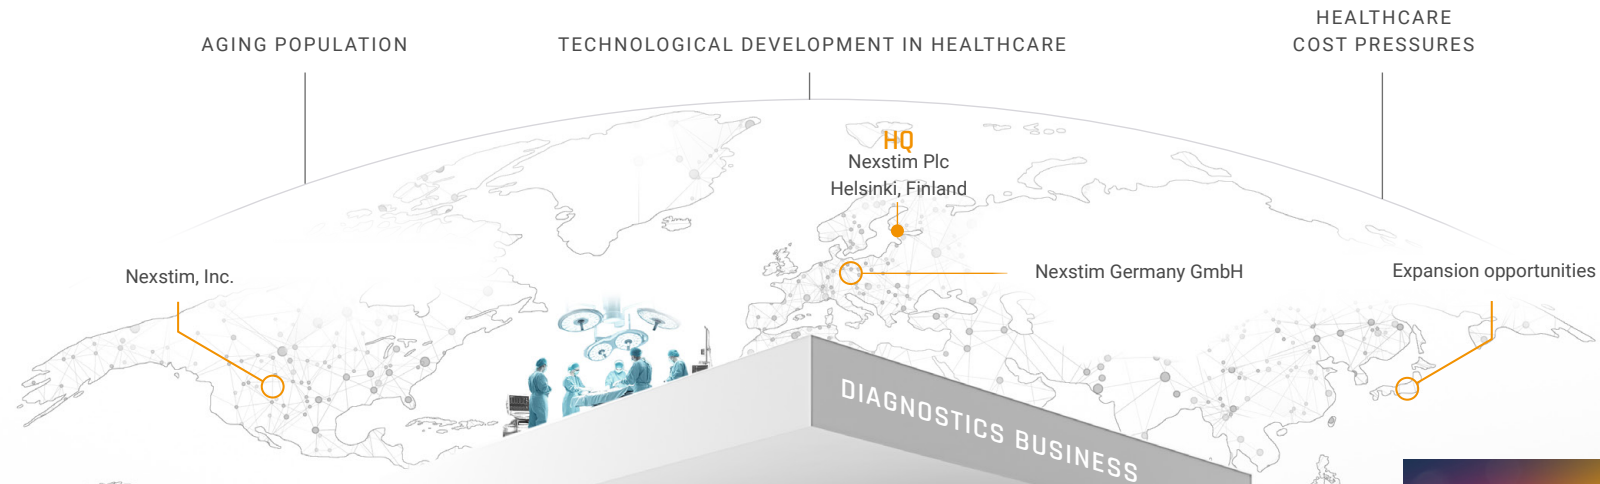 AGING POPULATION
TECHNOLOGICAL DEVELOPMENT IN HEALTHCARE
HEALTHCARE
COST PRESSURES
HQ
Nexstim Plc
Helsinki, Finland
Nexstim, Inc.
Nexstim Germany GmbH
Expansion opportunities
DIAGNOSTICS BUSINESS